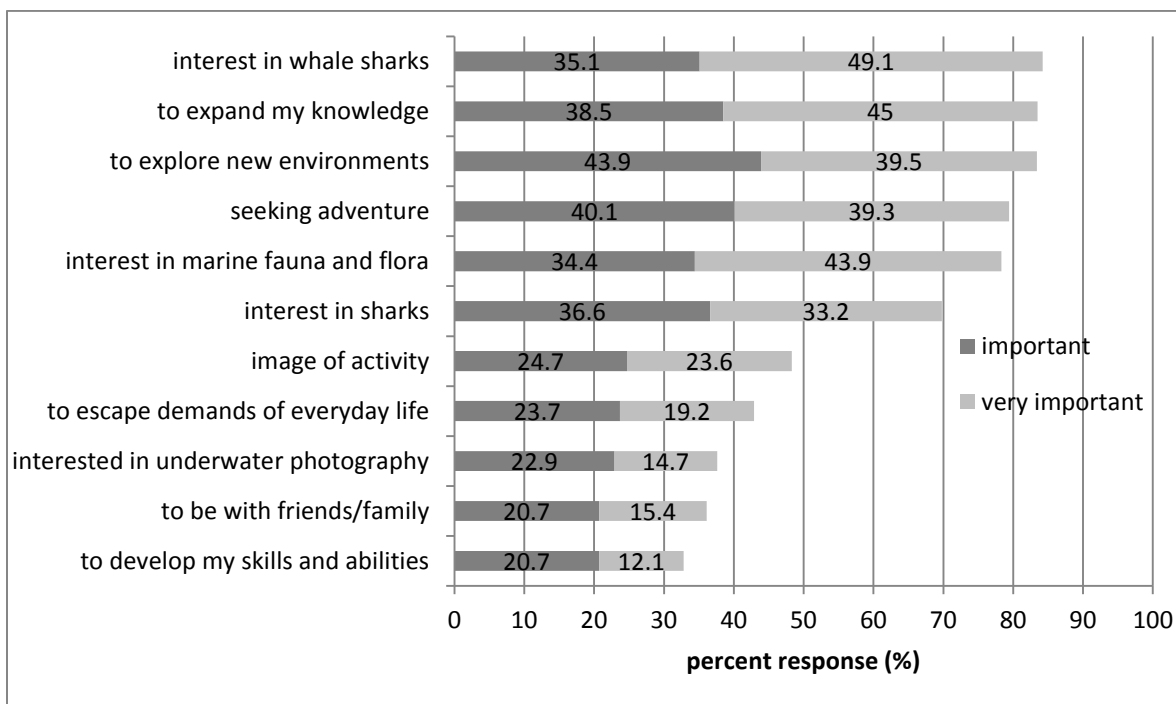 interest in whale sharks 35.1 49.1
to expand my knowledge 38.5 45
to explore new environments 43.9 39.5
seeking adventure 40.1 39.3
interest in marine fauna and flora 34.4 43.9
interest in sharks 36.6 33.2
important
image of activity 24.7 23.6
very important
to escape demands of everyday life 23.7 19.2
interested in underwater photography 22.9 14.7
to be with friends/family 20.7 15.4
to develop my skills and abilities 20.7 12.1
0 10 20 30 40 50 60 70 80 90 100
percent response (%)